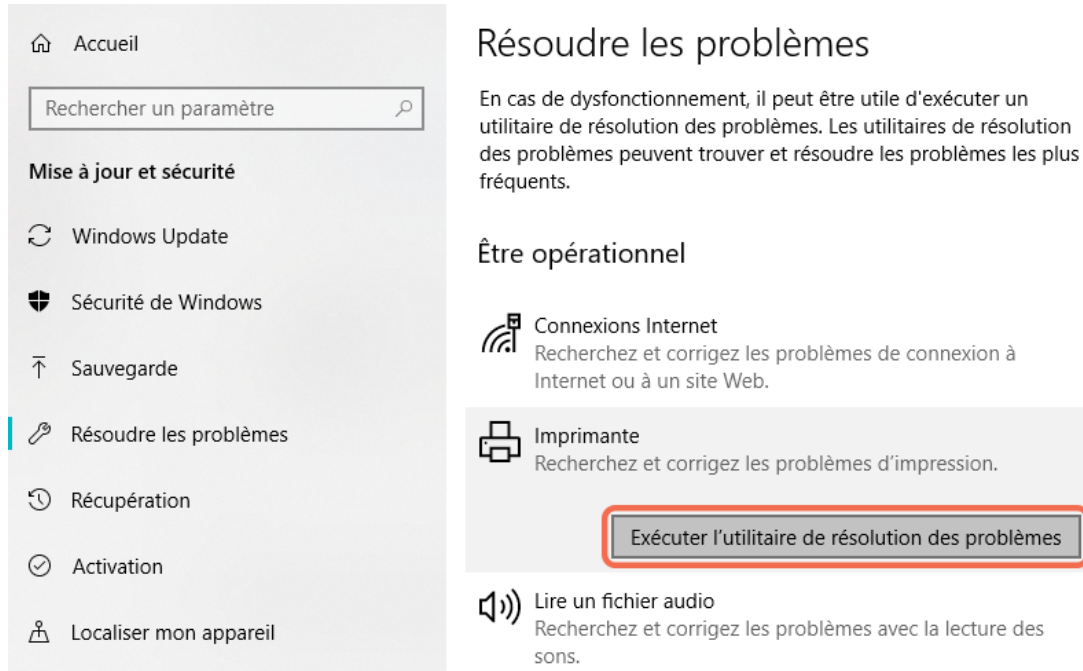 Accueil
Rechercher un paramètre
Mise à jour et sécurité
Windows Update
Sécurité de Windows
Sauvegarde
Résoudre les problèmes
Récupération
Activation
Localiser mon appareil
Résoudre les problèmes
En cas de dysfonctionnement, il peut être utile d'exécuter un
utilitaire de résolution des problèmes. Les utilitaires de résolution
des problèmes peuvent trouver et résoudre les problèmes les plus
fréquents.
Être opérationnel
Connexions Internet
Recherchez et corrigez les problèmes de connexion à
Internet ou à un site Web.
Imprimante
Recherchez et corrigez les problèmes d’impression.
Exécuter l’utilitaire de résolution des problèmes
Lire un fichier audio
Recherchez et corrigez les problèmes avec la lecture des
sons.